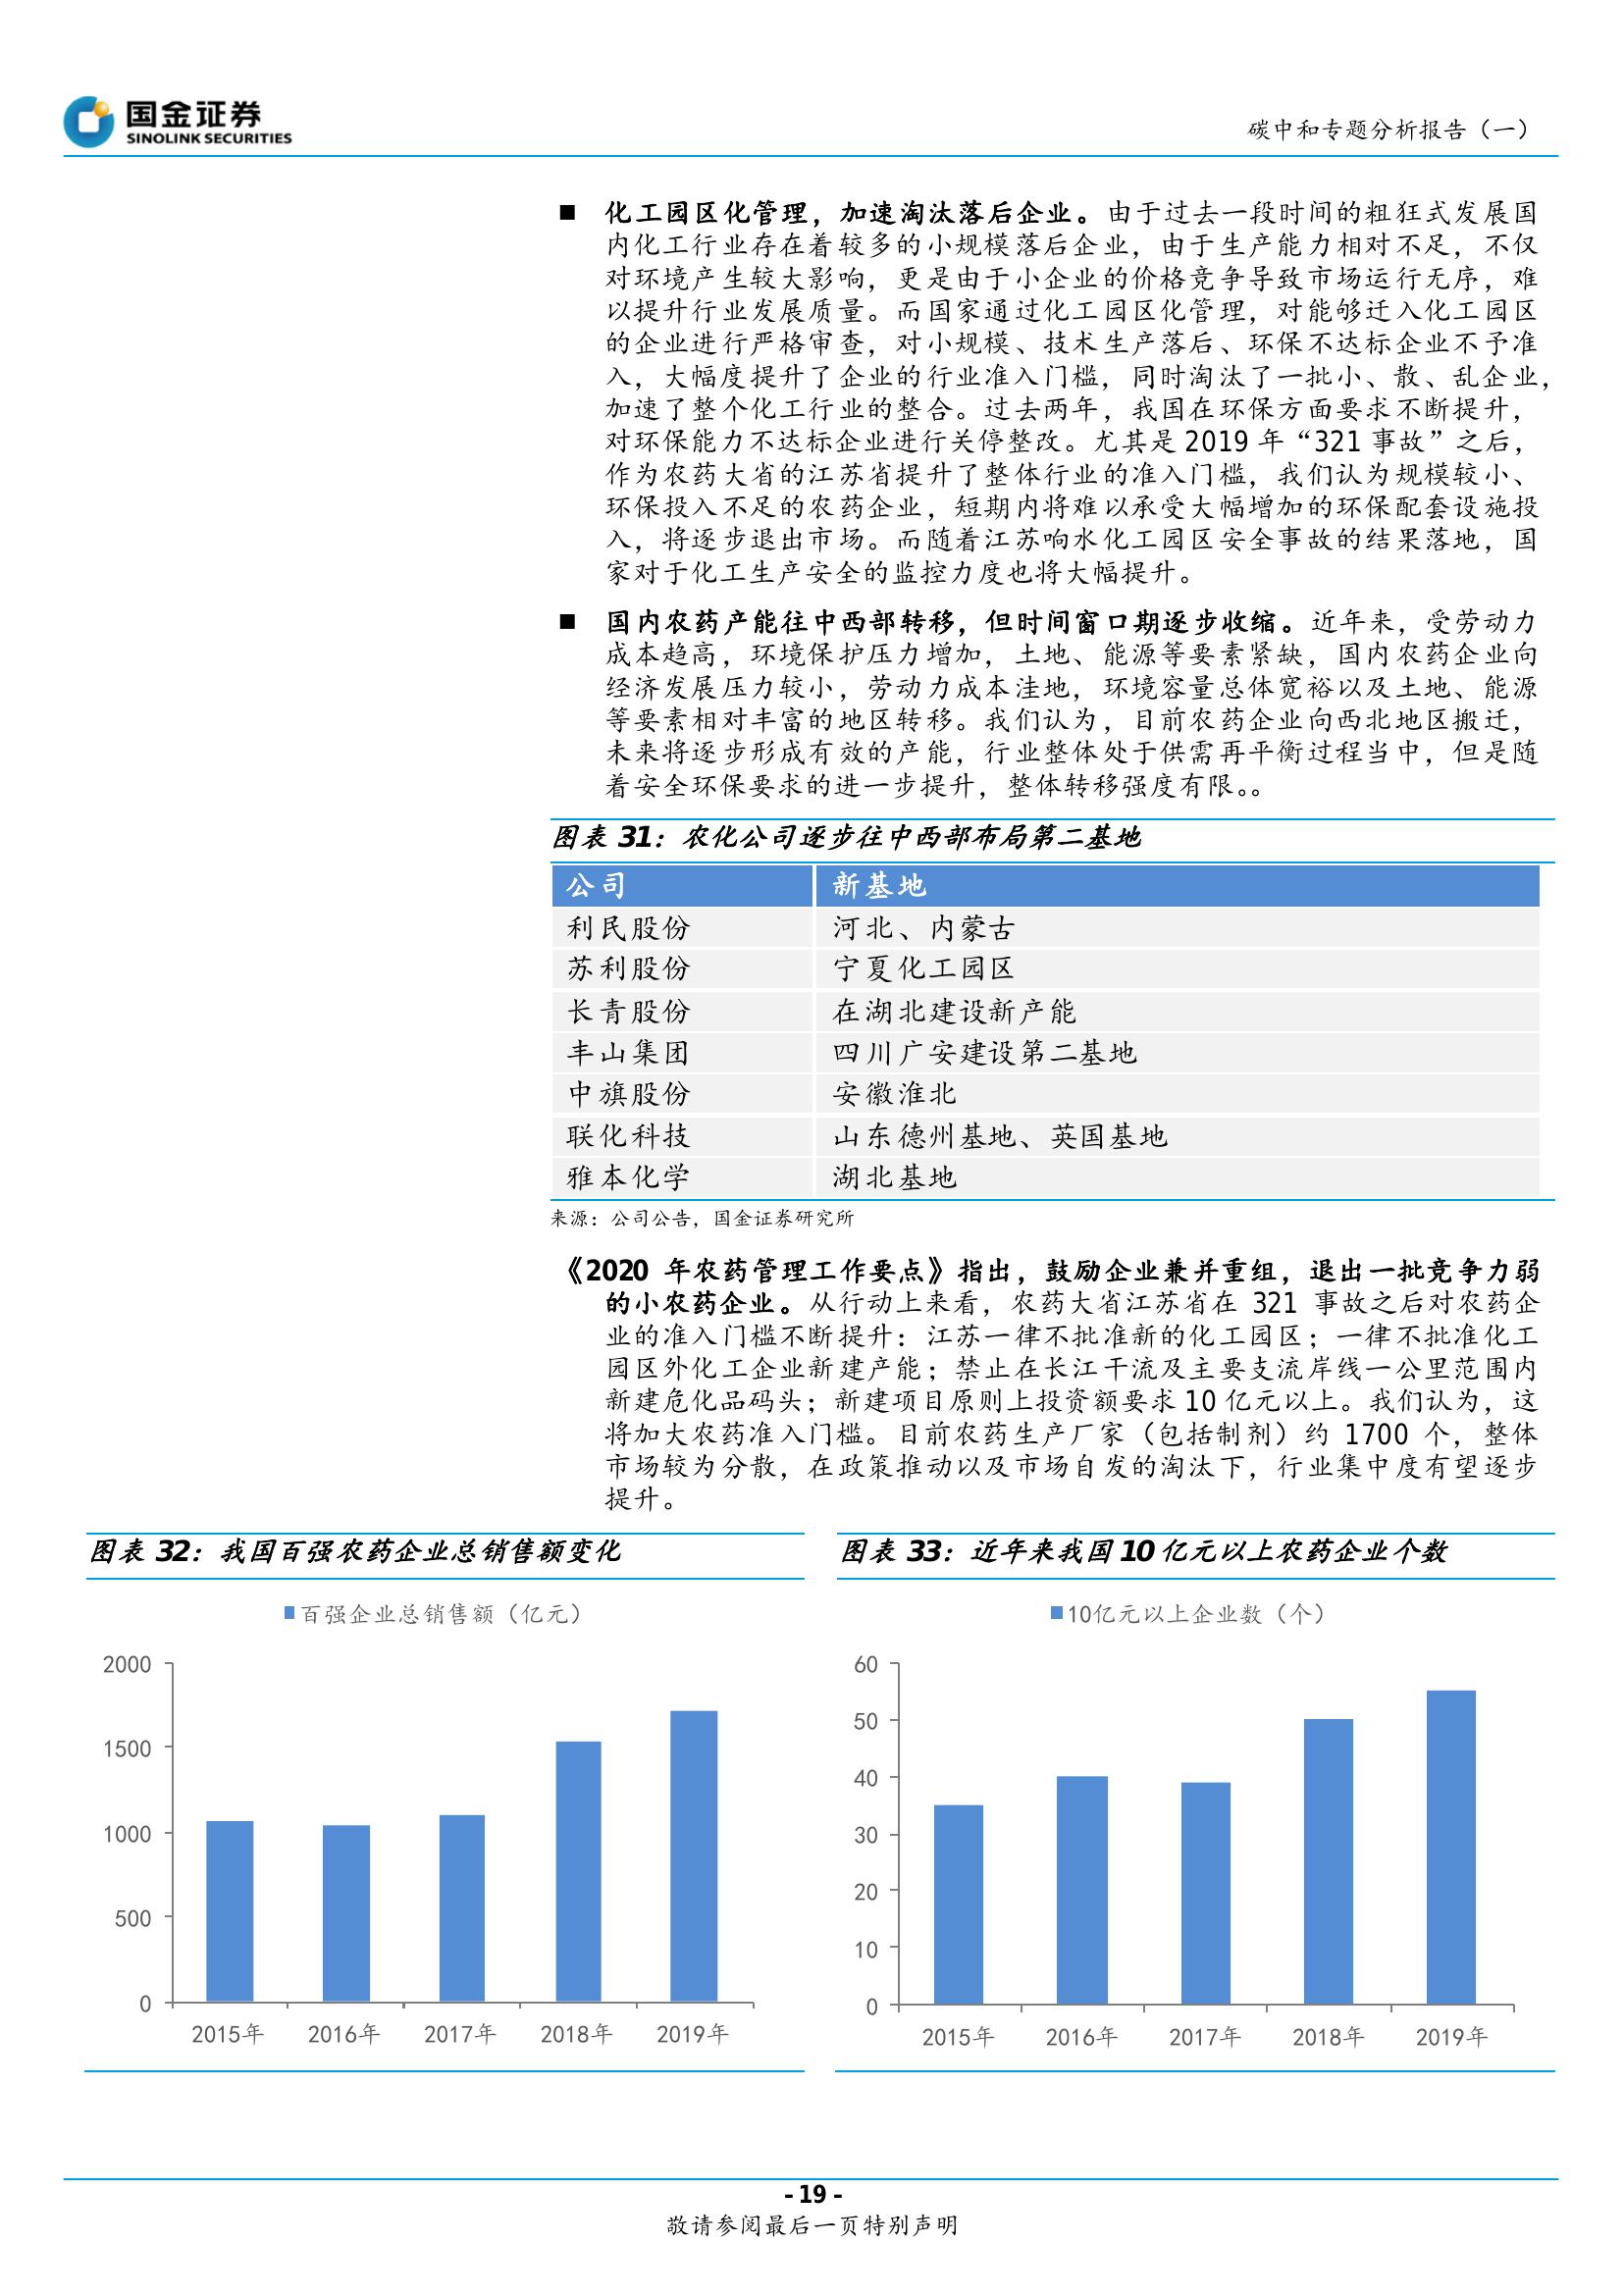 国金证券
SINOLINK SECURITIES
碳中和专题分析报告（一）
■ 化工园区化管理，加速淘汰落后企业。由于过去一段时间的粗狂式发展国
内化工行业存在着较多的小规模落后企业，由于生产能力相对不足，不仅
对环境产生较大影响，更是由于小企业的价格竞争导致市场运行无序，难
以提升行业发展质量。而国家通过化工园区化管理，对能够迁入化工园区
的企业进行严格审查，对小规模、技术生产落后、环保不达标企业不予准
入，大幅度提升了企业的行业准入门槛，同时淘汰了一批小、散、乱企业，
加速了整个化工行业的整合。过去两年，我国在环保方面要求不断提升，
对环保能力不达标企业进行关停整改。尤其是 2019 年“321 事故”之后，
作为农药大省的江苏省提升了整体行业的准入门槛，我们认为规模较小、
环保投入不足的农药企业，短期内将难以承受大幅增加的环保配套设施投
入，将逐步退出市场。而随着江苏响水化工园区安全事故的结果落地，国
家对于化工生产安全的监控力度也将大幅提升。
■ 国内农药产能往中西部转移，但时间窗口期逐步收缩。近年来，受劳动力
成本趋高，环境保护压力增加，土地、能源等要素紧缺，国内农药企业向
经济发展压力较小，劳动力成本洼地，环境容量总体宽裕以及土地、能源
等要素相对丰富的地区转移。我们认为，目前农药企业向西北地区搬迁，
未来将逐步形成有效的产能，行业整体处于供需再平衡过程当中，但是随
着安全环保要求的进一步提升，整体转移强度有限。。
图表 31：农化公司逐步往中西部布局第二基地
公司 新基地
利民股份 河北、内蒙古
苏利股份 宁夏化工园区
长青股份 在湖北建设新产能
丰山集团 四川广安建设第二基地
中旗股份 安徽淮北
联化科技 山东德州基地、英国基地
雅本化学 湖北基地
来源：公司公告，国金证券研究所
《2020 年农药管理工作要点》指出，鼓励企业兼并重组，退出一批竞争力弱
的小农药企业。从行动上来看，农药大省江苏省在 321 事故之后对农药企
业的准入门槛不断提升：江苏一律不批准新的化工园区；一律不批准化工
园区外化工企业新建产能；禁止在长江干流及主要支流岸线一公里范围内
新建危化品码头；新建项目原则上投资额要求 10 亿元以上。我们认为，这
将加大农药准入门槛。目前农药生产厂家（包括制剂）约 1700 个，整体
市场较为分散，在政策推动以及市场自发的淘汰下，行业集中度有望逐步
提升。
图表 32：我国百强农药企业总销售额变化
百强企业总销售额（亿元）
2000
1500
1000
500
0
2015年 2016年 2017年 2018年 2019年
图表 33：近年来我国 10 亿元以上农药企业个数
10亿元以上企业数（个）
60
50
40
30
20
10
0
2015年 2016年 2017年 2018年 2019年
- 19 -
敬请参阅最后一页特别声明